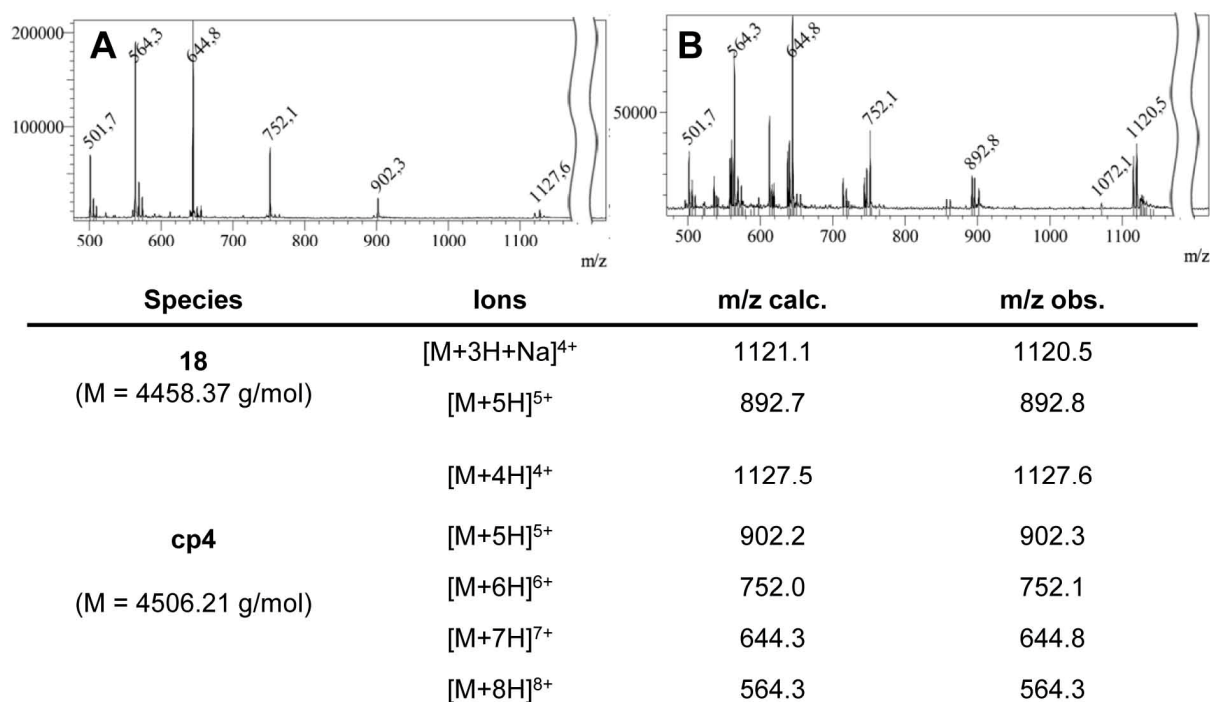 A
200000
100000
501,7
564,3
644,8
752,1
902,3
1127,6
500 600 700 800 900 1000 1100
m/z
B
50000
501,7
564,3
644,8
752,1
892,8
1072,1
1120,5
500 600 700 800 900 1000 1100
m/z
Species Ions m/z calc. m/z obs.
18
(M = 4458.37 g/mol)
[M+3H+Na]⁴⁺ 1121.1 1120.5
[M+5H]⁵⁺ 892.7 892.8
cp4
(M = 4506.21 g/mol)
[M+4H]⁴⁺ 1127.5 1127.6
[M+5H]⁵⁺ 902.2 902.3
[M+6H]⁶⁺ 752.0 752.1
[M+7H]⁷⁺ 644.3 644.8
[M+8H]⁸⁺ 564.3 564.3